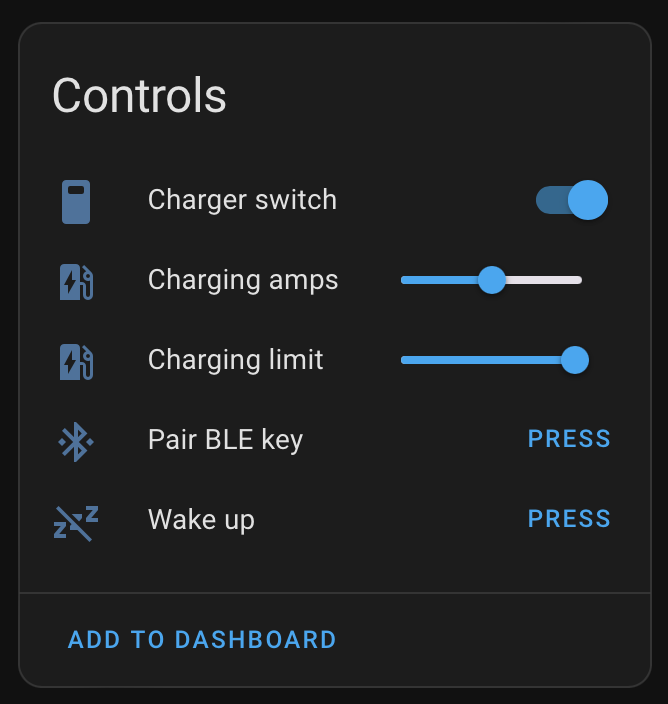 Controls
Charger switch
Charging amps
Charging limit
Pair BLE key PRESS
Wake up PRESS
ADD TO DASHBOARD